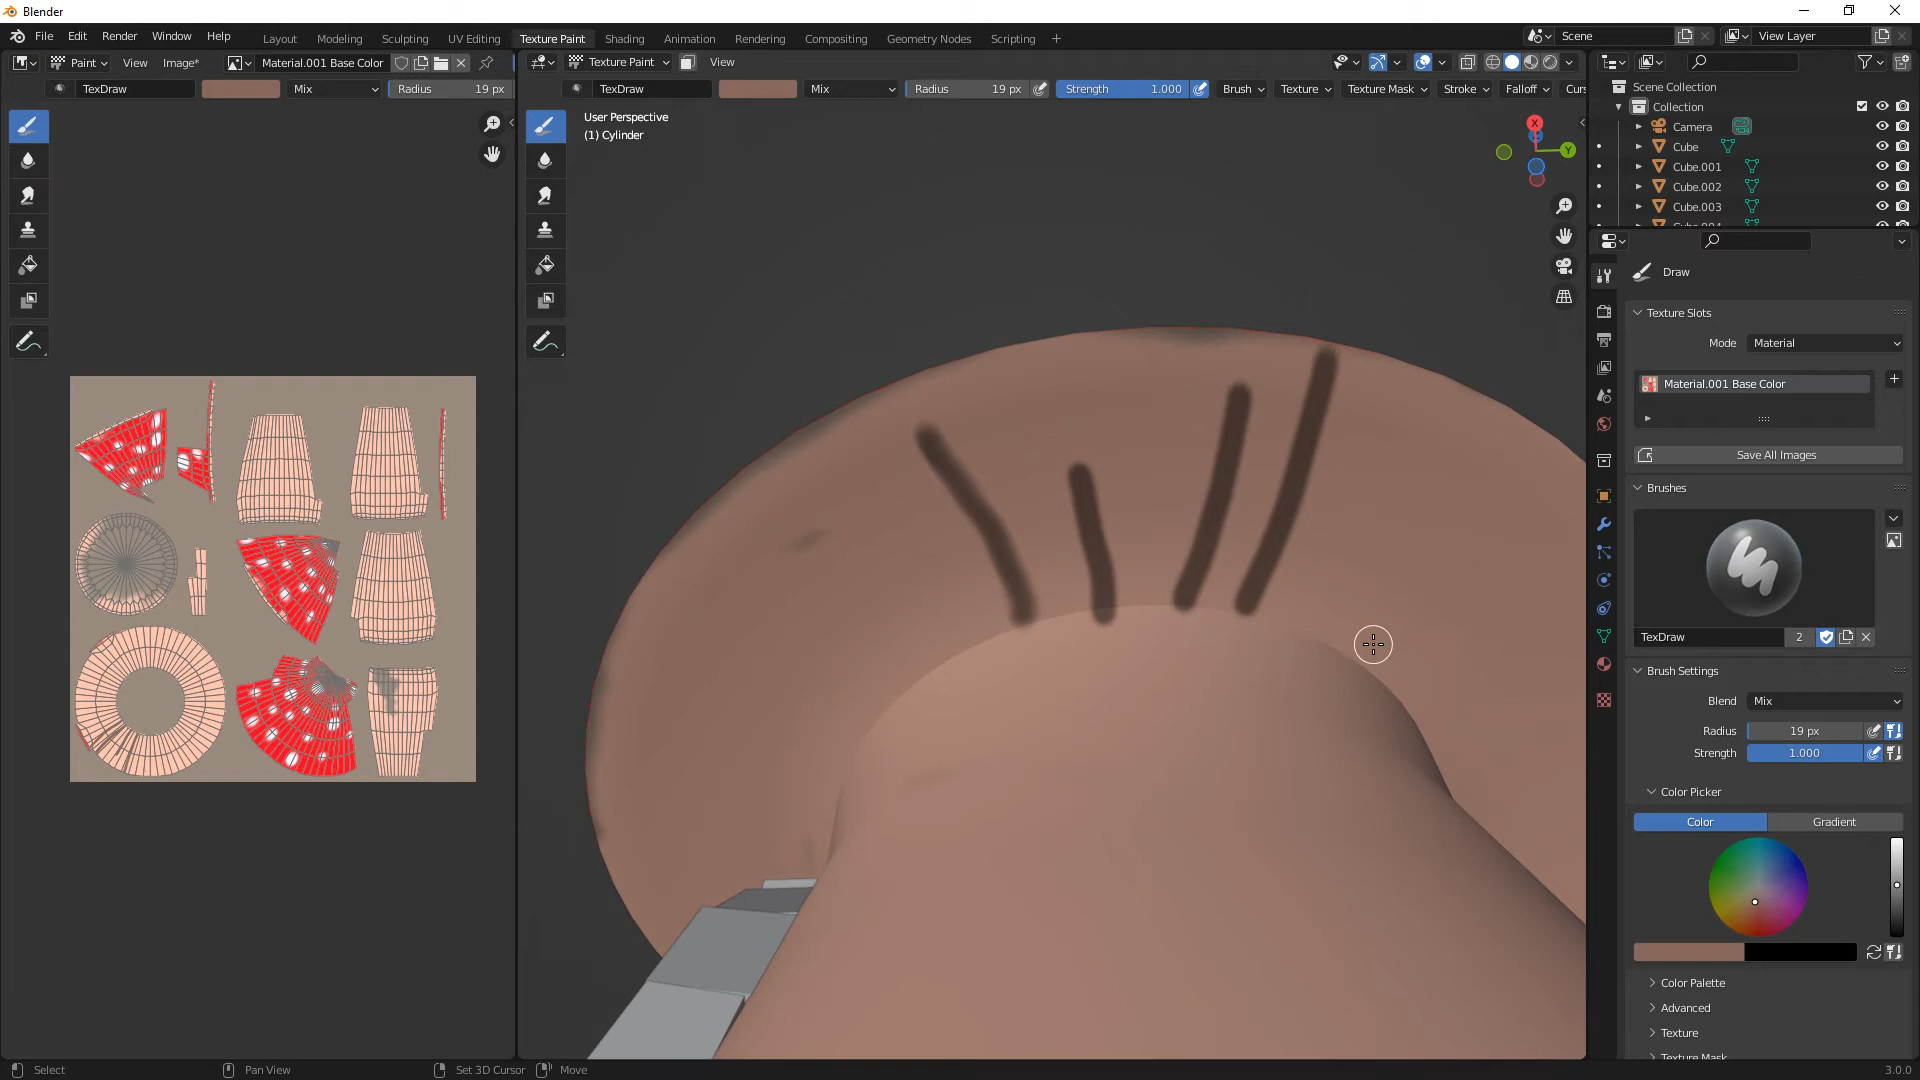 Blender
File Edit Render Window Help
Layout Modeling Sculpting UV Editing Texture Paint Shading Animation Rendering Compositing Geometry Nodes Scripting +
Scene
View Layer
Paint View Image* Material.001 Base Color
Texture Paint View
TexDraw Mix Radius 19 px
TexDraw Mix Radius 19 px Strength 1.000 Brush Texture Texture Mask Stroke Falloff Curs
User Perspective
(1) Cylinder
X
Y
Scene Collection
Collection
Camera
Cube
Cube.001
Cube.002
Cube.003
Cube.004
Draw
Texture Slots
Mode Material
Material.001 Base Color
Save All Images
Brushes
TexDraw 2
Brush Settings
Blend Mix
Radius 19 px
Strength 1.000
Color Picker
Color Gradient
Color Palette
Advanced
Texture
Texture Mask
Select Pan View Set 3D Cursor Move 3.0.0